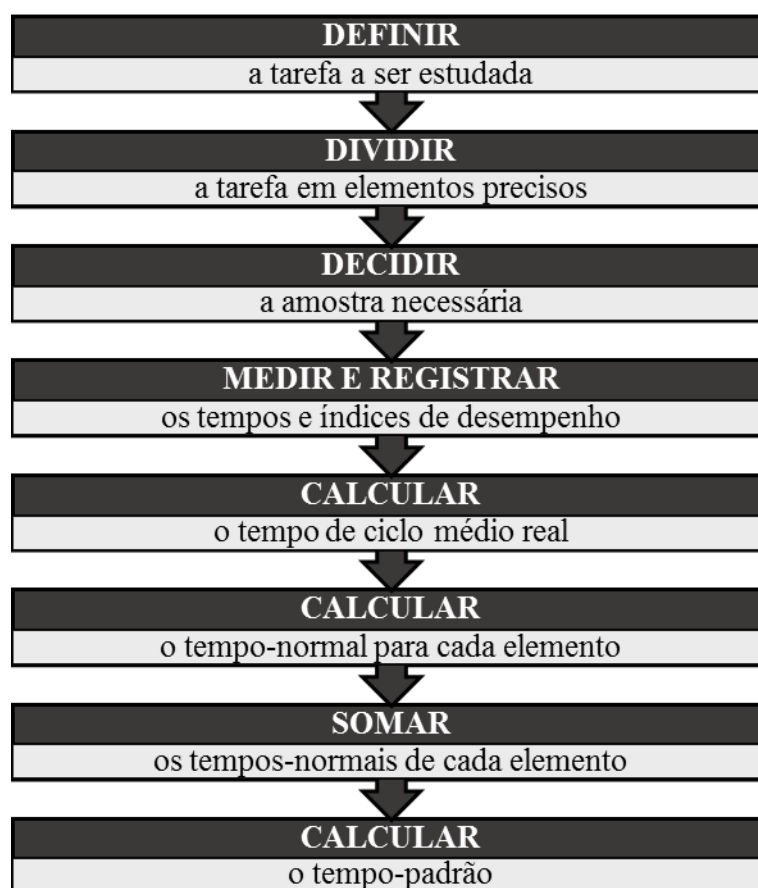 DEFINIR
a tarefa a ser estudada
DIVIDIR
a tarefa em elementos precisos
DECIDIR
a amostra necessária
MEDIR E REGISTRAR
os tempos e índices de desempenho
CALCULAR
o tempo de ciclo médio real
CALCULAR
o tempo-normal para cada elemento
SOMAR
os tempos-normais de cada elemento
CALCULAR
o tempo-padrão